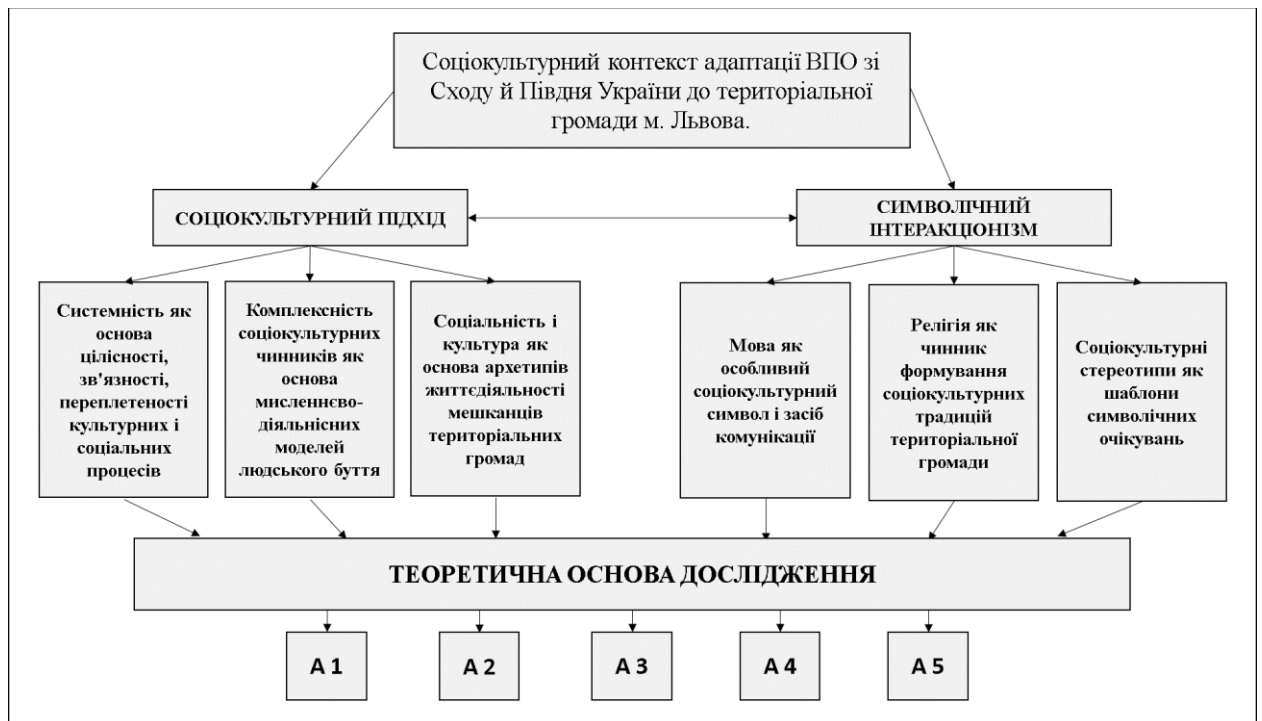 Соціокультурний контекст адаптації ВПО зі
Сходу й Півдня України до територіальної
громади м. Львова.
СОЦІОКУЛЬТУРНИЙ ПІДХІД
СИМВОЛІЧНИЙ
ІНТЕРАКЦІОНІЗМ
Системність як
основа
цілісності,
зв'язності,
переплетеності
культурних і
соціальних
процесів
Комплексність
соціокультурних
чинників як
основа
мисленнєво-
діяльнісних
моделей
людського буття
Соціальність і
культура як
основа архетипів
життєдіяльності
мешканців
територіальних
громад
Мова як
особливий
соціокультурний
символ і засіб
комунікації
Релігія як
чинник
формування
соціокультурних
традицій
територіальної
громади
Соціокультурні
стереотипи як
шаблони
символічних
очікувань
ТЕОРЕТИЧНА ОСНОВА ДОСЛІДЖЕННЯ
А 1
А 2
А 3
А 4
А 5